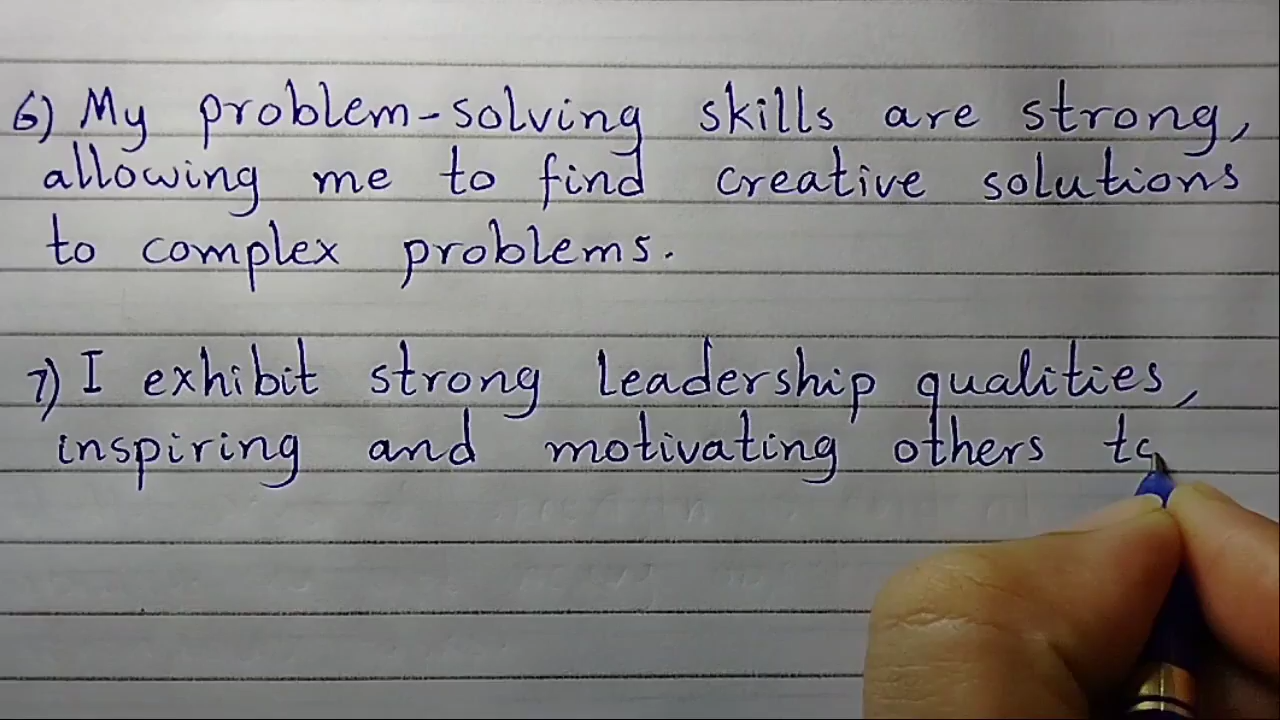 6) My problem-solving skills are strong,
allowing me to find creative solutions
to complex problems.
7) I exhibit strong leadership qualities,
inspiring and motivating others to